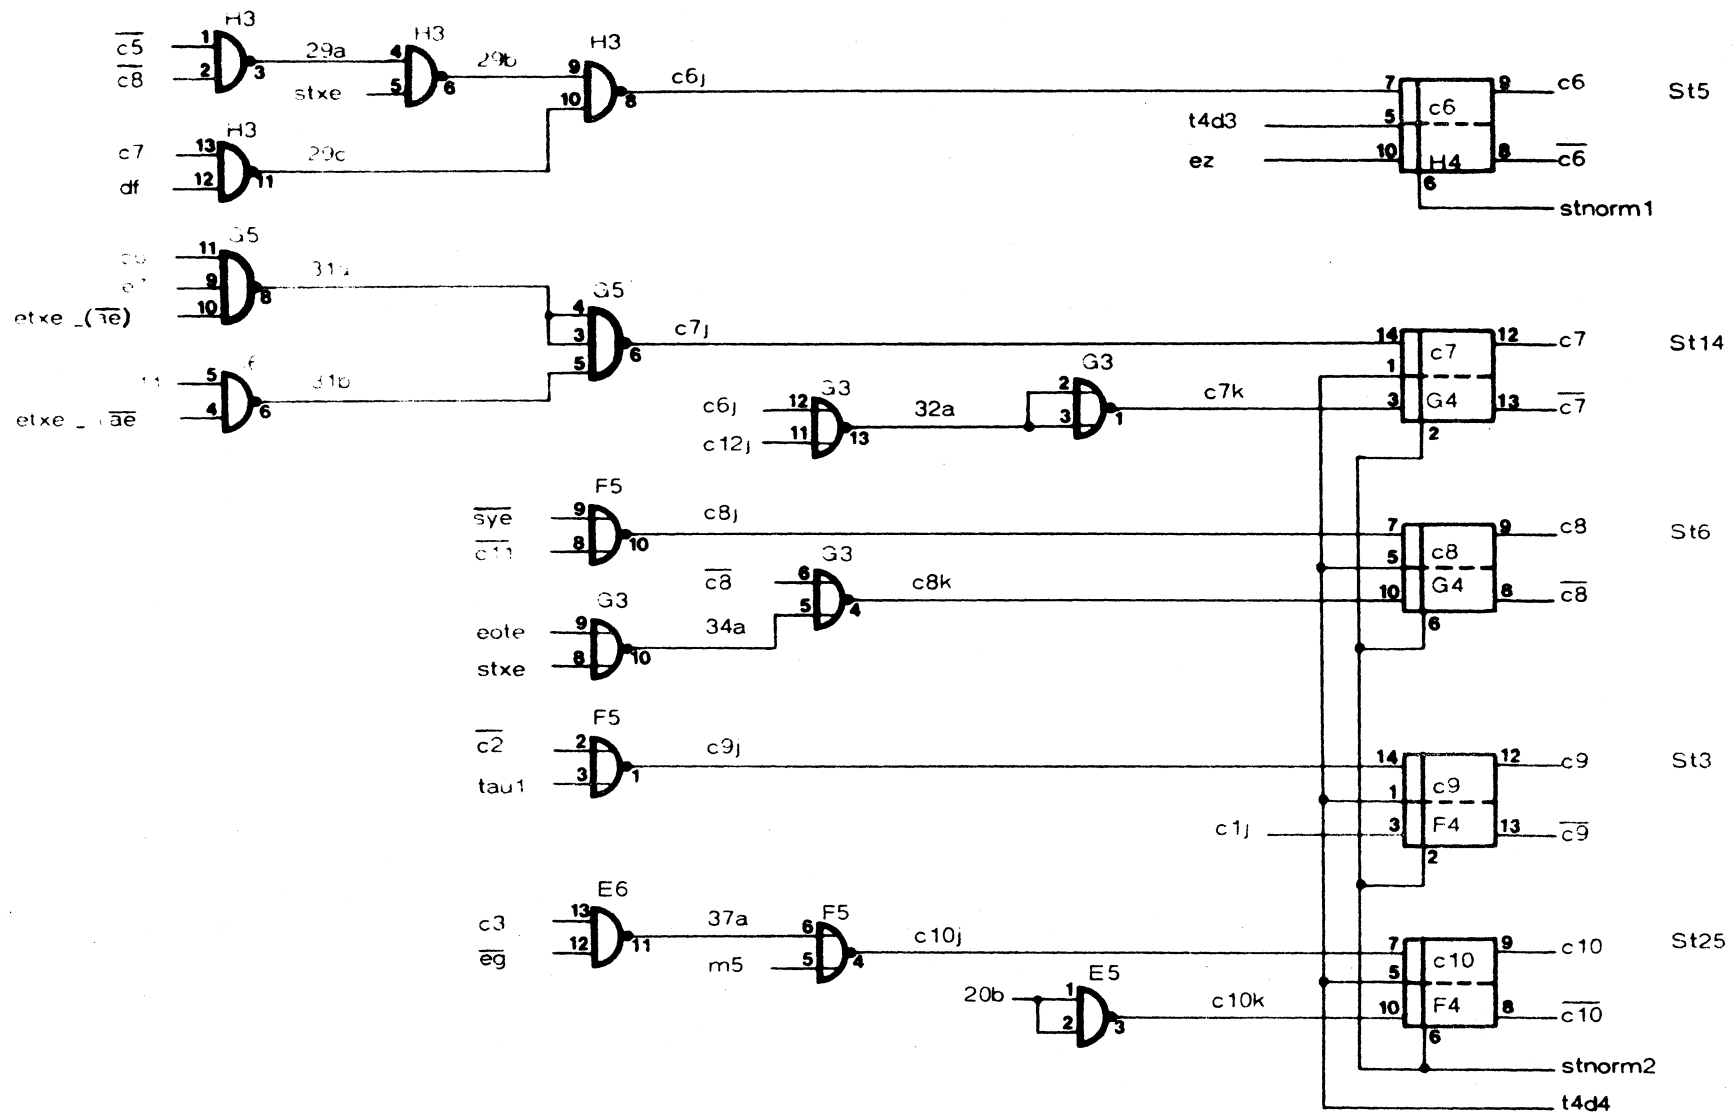 H3
c5
1
2
c8
3
29a
H3
4
5
stxe
6
29b
H3
9
10
8
c6j
7
5
10
t4d3
ez
c6
H4
9
8
6
c6
c6
St5
stnorm1
H3
c7
13
df
12
11
29c
G5
11
9
10
8
etxe
G5
4
3
5
6
c7j
14
1
3
c7
G4
12
13
2
c7
c7
St14
5
4
6
31b
etxe
ae
G3
c6j
12
c12j
11
13
32a
G3
2
3
1
c7k
F5
sye
9
c11
8
10
c8j
7
5
10
c8
G4
9
8
6
c8
c8
St6
G3
c8
6
5
4
c8k
G3
eote
9
stxe
8
10
34a
F5
c2
2
tau1
3
1
c9j
14
1
3
c1j
c9
F4
12
13
2
c9
c9
St3
E6
c3
13
eg
12
11
37a
F5
6
m5
5
4
c10j
7
5
10
c10
F4
9
8
6
c10
c10
St25
E5
20b
1
2
3
c10k
stnorm2
t4d4